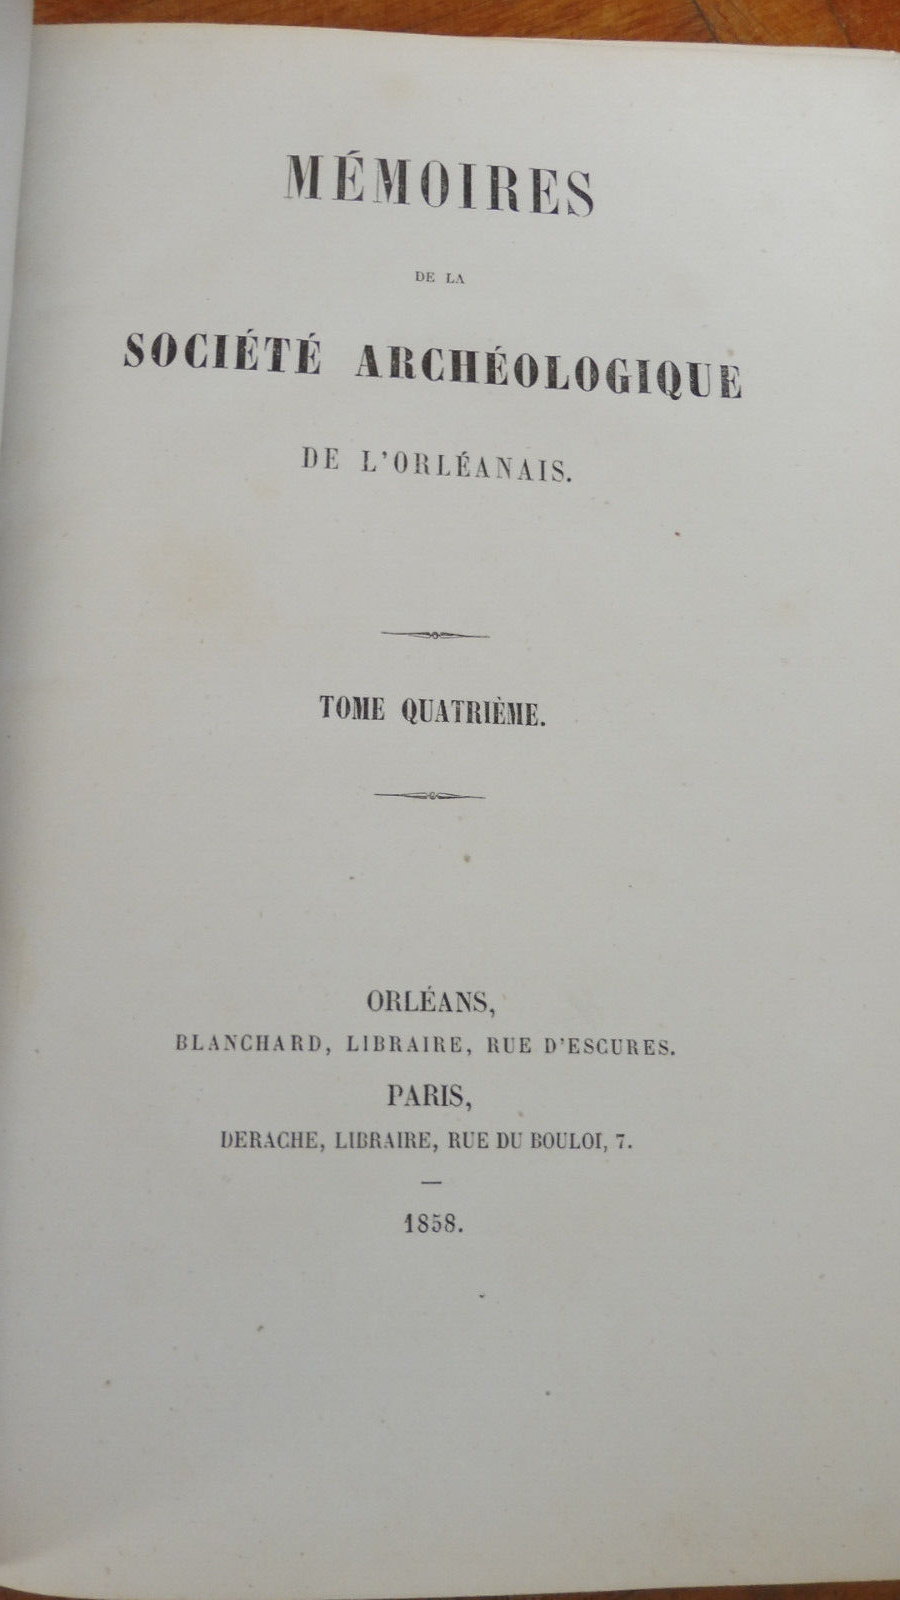 MÉMOIRES
DE LA
SOCIÉTÉ ARCHÉOLOGIQUE
DE L'ORLÉANAIS.
TOME QUATRIÈME.
ORLÉANS,
BLANCHARD, LIBRAIRE, RUE D'ESCURES.
PARIS,
DERACHE, LIBRAIRE, RUE DU BOULOI, 7.
1858.